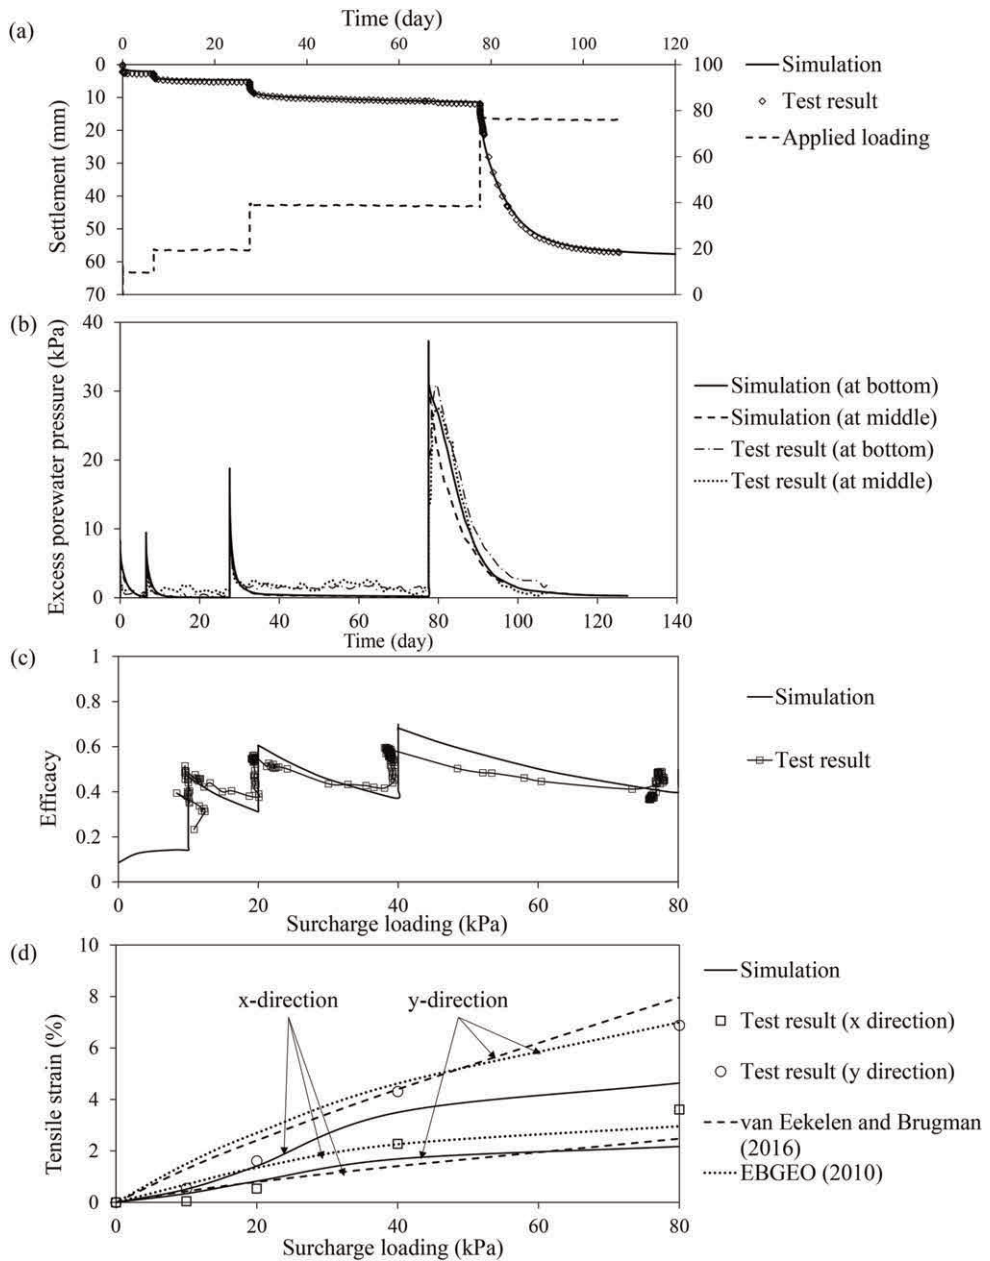 (a)
Time (day)
0 20 40 60 80 100 120
0 100
10
20 80
30 60
40 40
50 20
60
70 0
Settlement (mm)
Simulation
Test result
Applied loading
(b)
40
30
20
10
0
Excess porewater pressure (kPa)
0 20 40 60 80 100 120 140
Time (day)
Simulation (at bottom)
Simulation (at middle)
Test result (at bottom)
Test result (at middle)
(c)
1
0.8
0.6
0.4
0.2
0
Efficacy
0 20 40 60 80
Surcharge loading (kPa)
Simulation
Test result
(d)
10
8
6
4
2
0
Tensile strain (%)
x-direction y-direction
0 20 40 60 80
Surcharge loading (kPa)
Simulation
Test result (x direction)
Test result (y direction)
van Eekelen and Brugman
(2016)
EBGEO (2010)